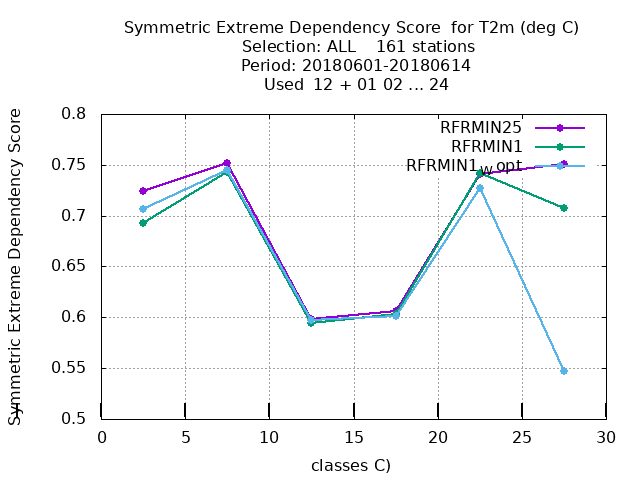 Symmetric Extreme Dependency Score for T2m (deg C)
Selection: ALL 161 stations
Period: 20180601-20180614
Used 12 + 01 02 ... 24
Symmetric Extreme Dependency Score
0.8
0.75
0.7
0.65
0.6
0.55
0.5
RFRMIN25
RFRMIN1
RFRMIN1wopt
0 5 10 15 20 25 30
classes C)